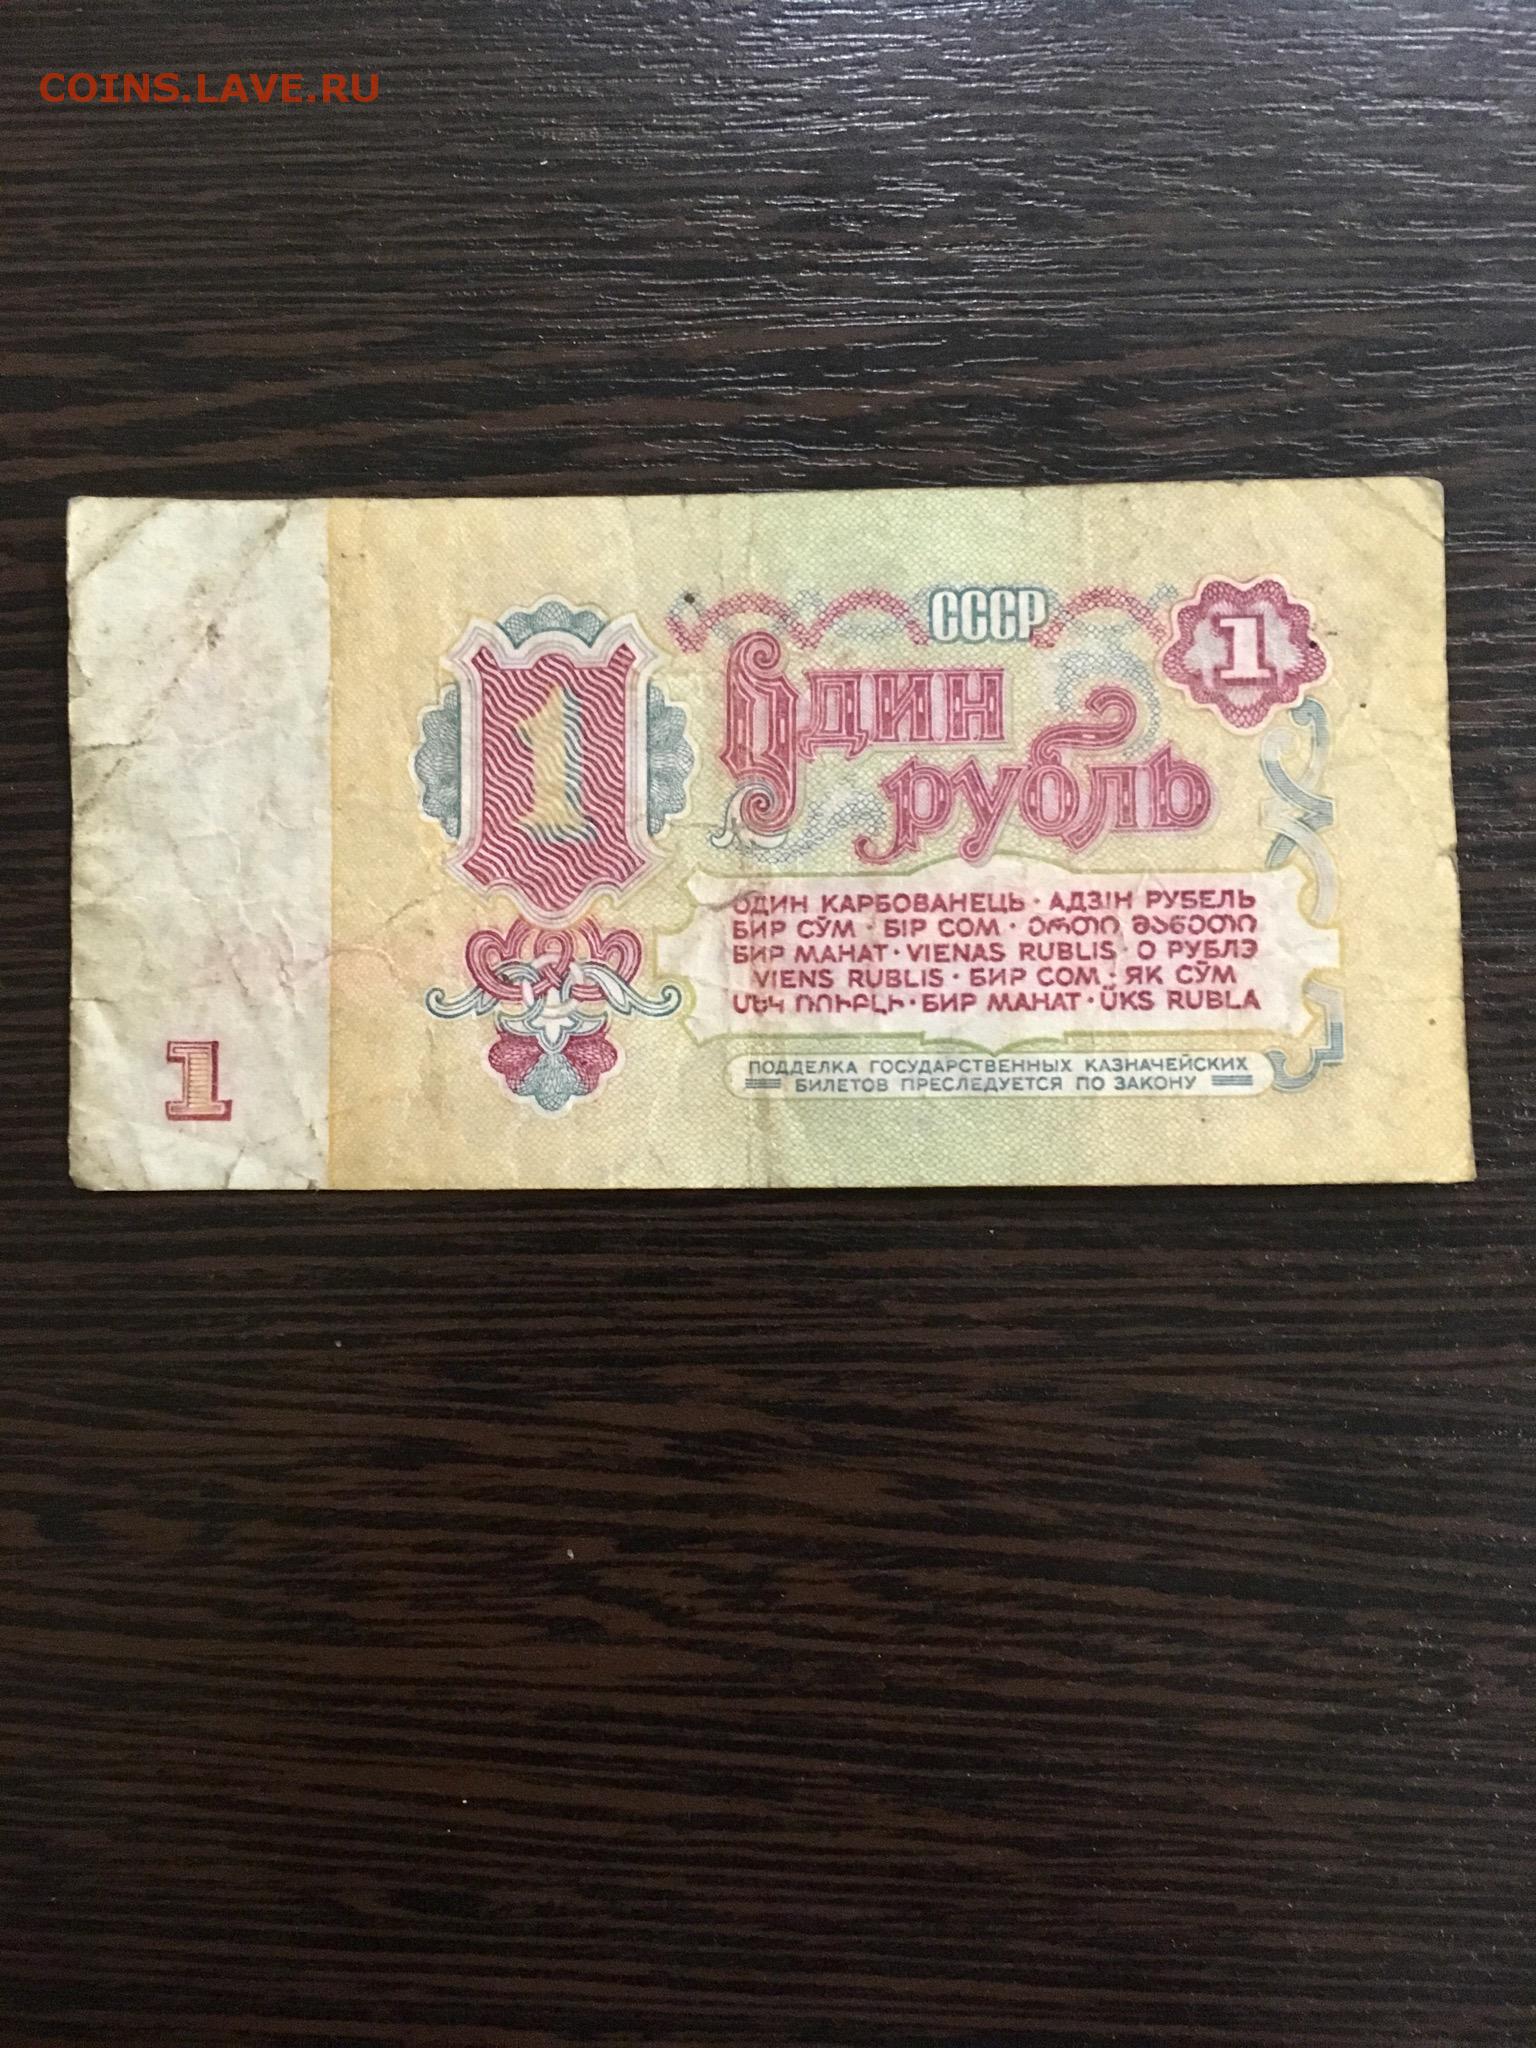 COINS.LAVE.RU
СССР
1
Один
рубль
1
ОДИН КАРБОВАНЕЦЬ · АДЗІН РУБЕЛЬ
БИР СЎМ · БІР СОМ · ᲔᲠᲗᲘ ᲛᲐᲜᲔᲗᲘ
БИР МАНАТ · VIENAS RUBLIS · О РУБЛЭ
VIENS RUBLIS · БИР СОМ · ЯК СЎМ
ՄԵԿ ՌՈՒԲԼԻ · БИР МАНАТ · ÜKS RUBLA
ПОДДЕЛКА ГОСУДАРСТВЕННЫХ КАЗНАЧЕЙСКИХ
БИЛЕТОВ ПРЕСЛЕДУЕТСЯ ПО ЗАКОНУ
1